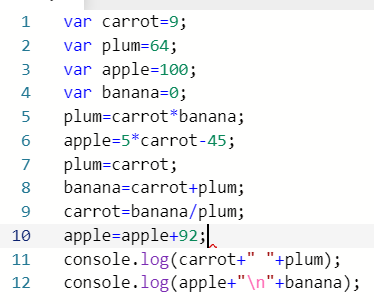 1 var carrot=9;
2 var plum=64;
3 var apple=100;
4 var banana=0;
5 plum=carrot*banana;
6 apple=5*carrot-45;
7 plum=carrot;
8 banana=carrot+plum;
9 carrot=banana/plum;
10 apple=apple+92;
11 console.log(carrot+" "+plum);
12 console.log(apple+"\n"+banana);